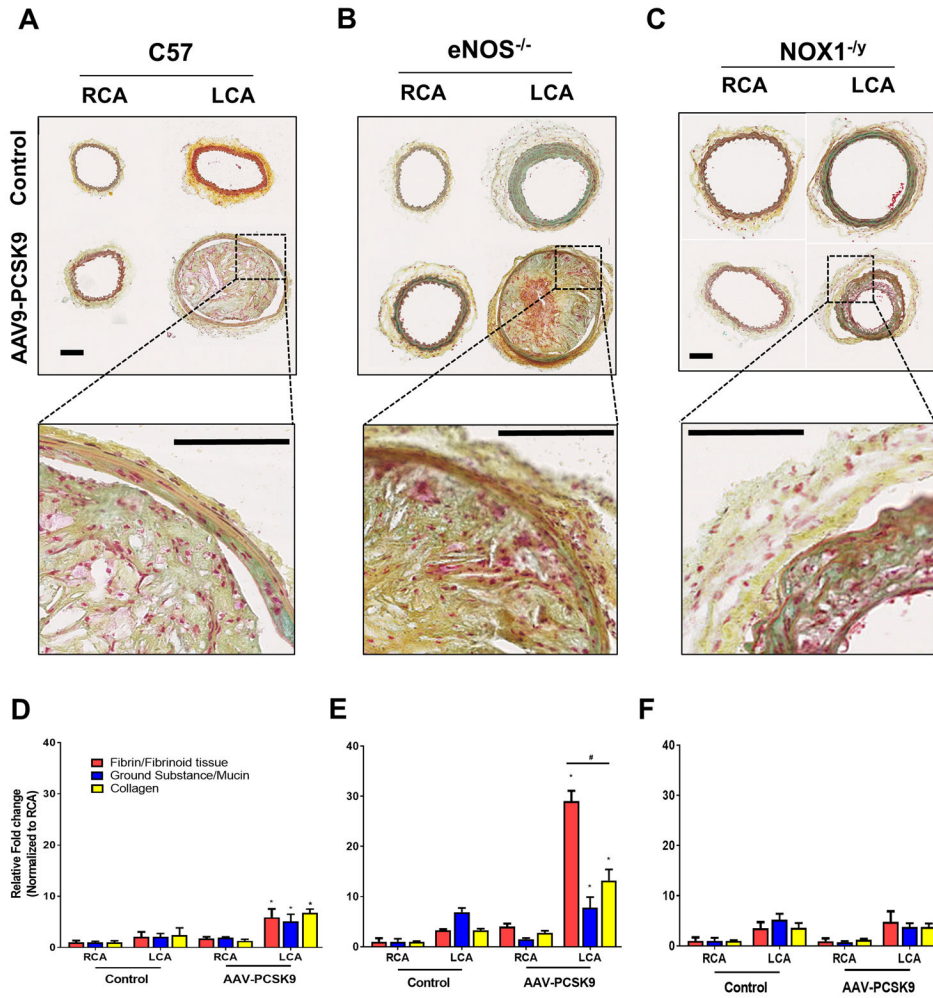 A
B
C
C57
eNOS-/-
NOX1-/y
RCA LCA
RCA LCA
RCA LCA
Control
AAV9-PCSK9
D
E
F
Relative Fold change
(Normalized to RCA)
40
30
20
10
0
Fibrin/Fibrinoid tissue
Ground Substance/Mucin
Collagen
* * *
RCA LCA RCA LCA
Control AAV-PCSK9
40
30
20
10
0
#
* * *
RCA LCA RCA LCA
Control AAV-PCSK9
40
30
20
10
0
RCA LCA RCA LCA
Control AAV-PCSK9